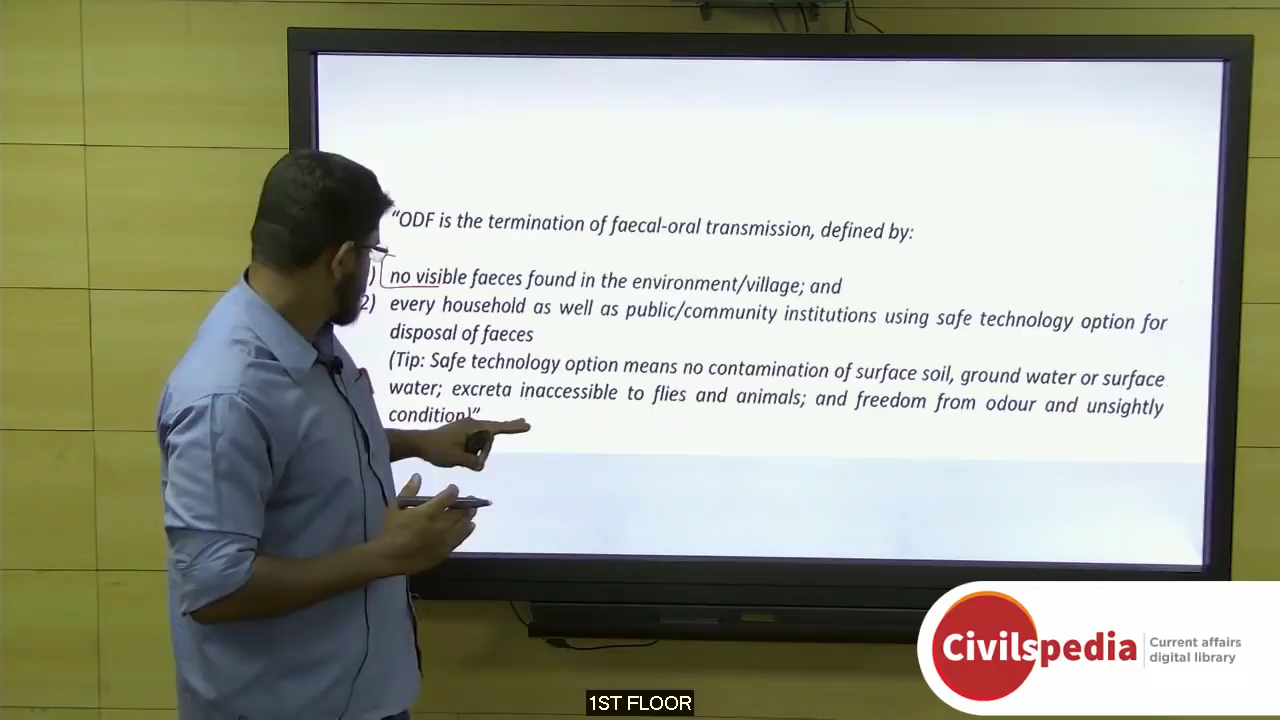 "ODF is the termination of faecal-oral transmission, defined by:
) no visible faeces found in the environment/village; and
2) every household as well as public/community institutions using safe technology option for
disposal of faeces
(Tip: Safe technology option means no contamination of surface soil, ground water or surface
water; excreta inaccessible to flies and animals; and freedom from odour and unsightly
condition)"
Civilspedia
Current affairs
digital library
1ST FLOOR